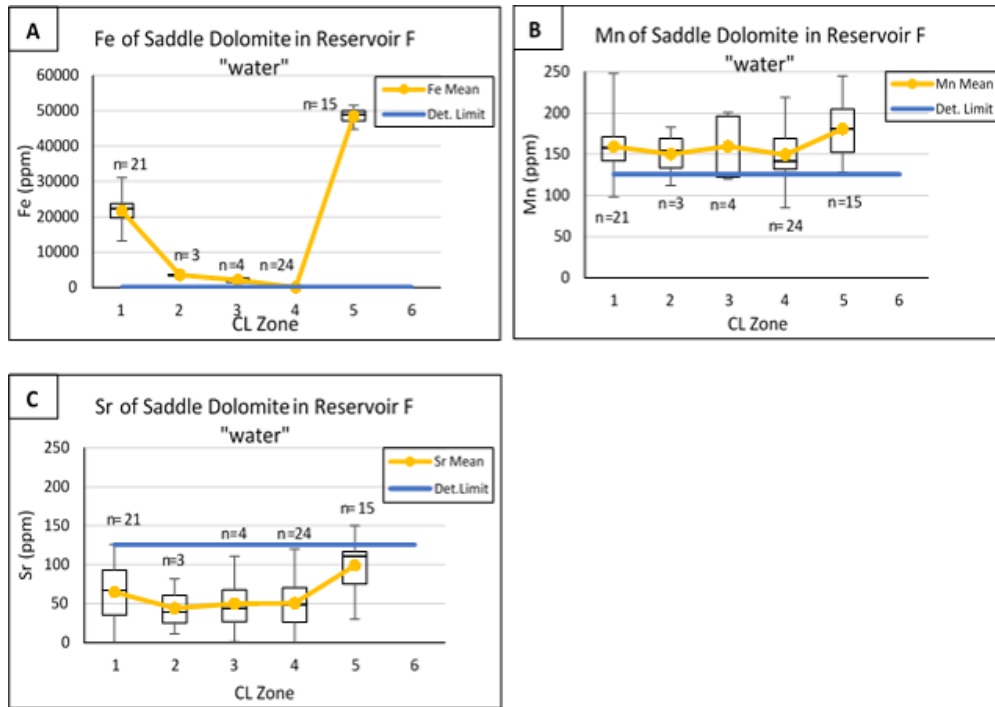 A
Fe of Saddle Dolomite in Reservoir F
"water"
Fe Mean
Det. Limit
60000
50000
40000
30000
20000
10000
0
Fe (ppm)
n= 21
n= 3
n=4
n=24
n= 15
1 2 3 4 5 6
CL Zone
B
Mn of Saddle Dolomite in Reservoir F
"water"
Mn Mean
Det. Limit
250
200
150
100
50
0
Mn (ppm)
n=21
n=3
n=4
n=24
n=15
1 2 3 4 5 6
CL Zone
C
Sr of Saddle Dolomite in Reservoir F
"water"
Sr Mean
Det.Limit
250
200
150
100
50
0
Sr (ppm)
n= 21
n=3
n=4
n=24
n= 15
1 2 3 4 5 6
CL Zone